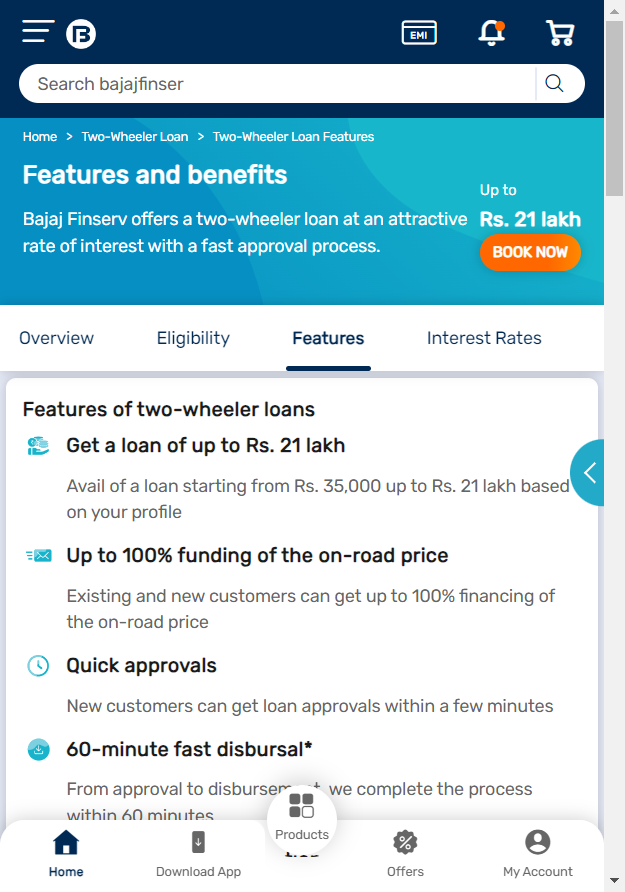 EMI
Search bajajfinser
Home > Two-Wheeler Loan > Two-Wheeler Loan Features
Features and benefits
Bajaj Finserv offers a two-wheeler loan at an attractive
rate of interest with a fast approval process.
Up to
Rs. 21 lakh
BOOK NOW
Overview Eligibility Features Interest Rates
Features of two-wheeler loans
Get a loan of up to Rs. 21 lakh
Avail of a loan starting from Rs. 35,000 up to Rs. 21 lakh based
on your profile
Up to 100% funding of the on-road price
Existing and new customers can get up to 100% financing of
the on-road price
Quick approvals
New customers can get loan approvals within a few minutes
60-minute fast disbursal*
From approval to disbursement, we complete the process
within 60 minutes
Home Download App Products Offers My Account